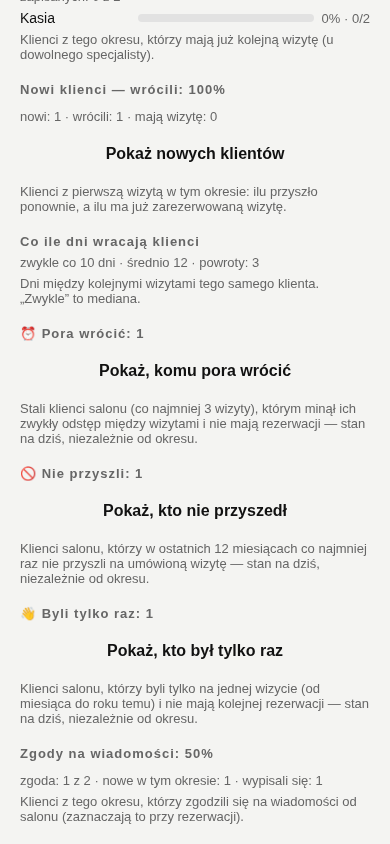 Kasia 0% · 0/2
Klienci z tego okresu, którzy mają już kolejną wizytę (u
dowolnego specjalisty).
Nowi klienci — wrócili: 100%
nowi: 1 · wrócili: 1 · mają wizytę: 0
Pokaż nowych klientów
Klienci z pierwszą wizytą w tym okresie: ilu przyszło
ponownie, a ilu ma już zarezerwowaną wizytę.
Co ile dni wracają klienci
zwykle co 10 dni · średnio 12 · powroty: 3
Dni między kolejnymi wizytami tego samego klienta.
„Zwykle” to mediana.
⏰ Pora wrócić: 1
Pokaż, komu pora wrócić
Stali klienci salonu (co najmniej 3 wizyty), którym minął ich
zwykły odstęp między wizytami i nie mają rezerwacji — stan
na dziś, niezależnie od okresu.
🚫 Nie przyszli: 1
Pokaż, kto nie przyszedł
Klienci salonu, którzy w ostatnich 12 miesiącach co najmniej
raz nie przyszli na umówioną wizytę — stan na dziś,
niezależnie od okresu.
👋 Byli tylko raz: 1
Pokaż, kto był tylko raz
Klienci salonu, którzy byli tylko na jednej wizycie (od
miesiąca do roku temu) i nie mają kolejnej rezerwacji — stan
na dziś, niezależnie od okresu.
Zgody na wiadomości: 50%
zgoda: 1 z 2 · nowe w tym okresie: 1 · wypisali się: 1
Klienci z tego okresu, którzy zgodzili się na wiadomości od
salonu (zaznaczają to przy rezerwacji).